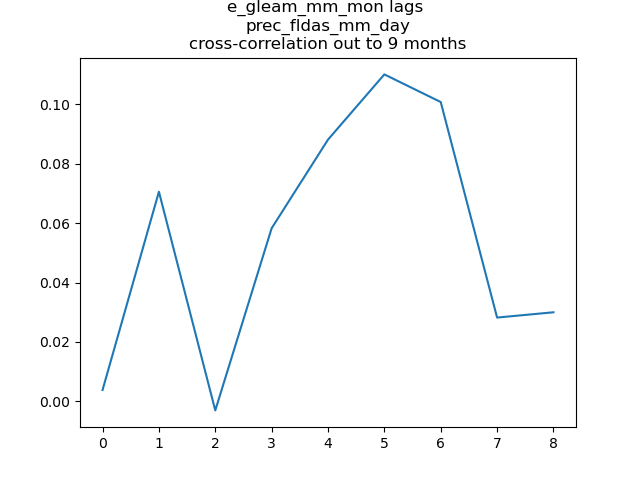 e_gleam_mm_mon lags
prec_fldas_mm_day
cross-correlation out to 9 months
0.10
0.08
0.06
0.04
0.02
0.00
0 1 2 3 4 5 6 7 8